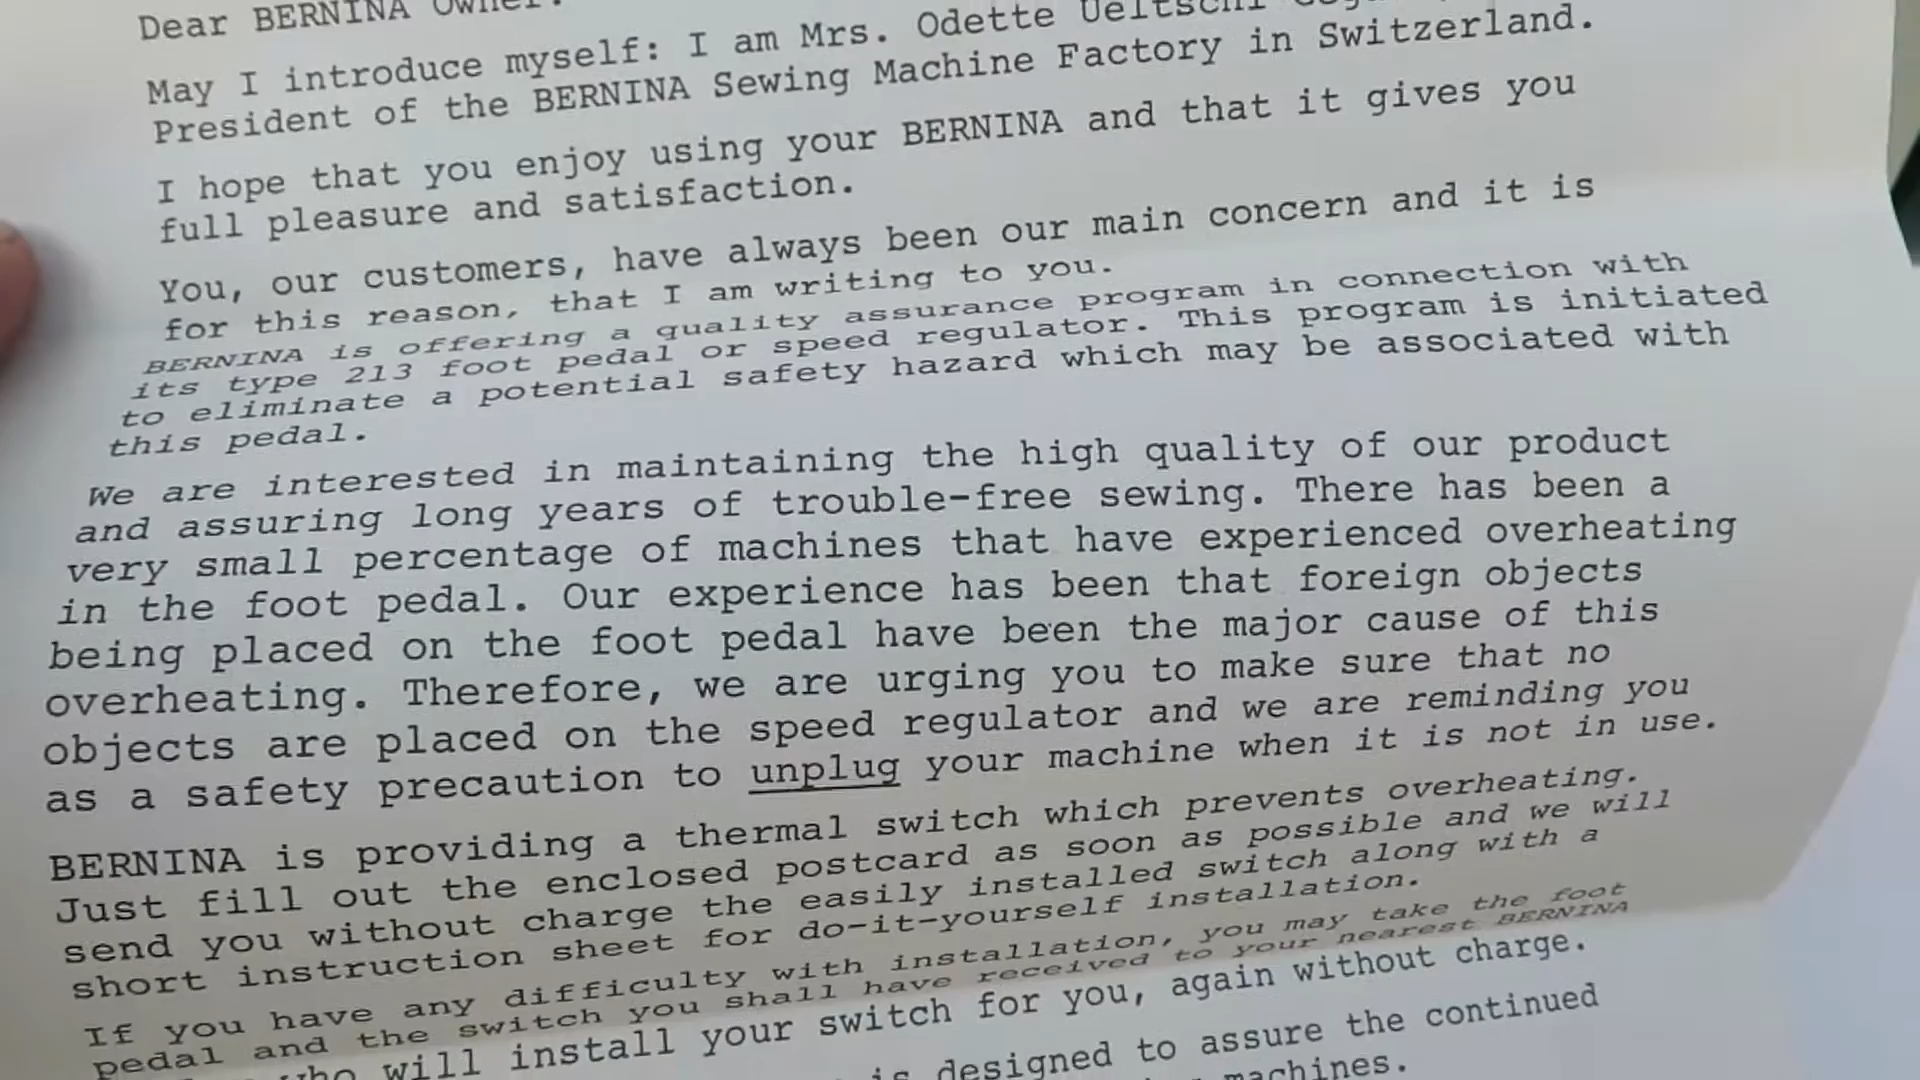 Dear BERNINA Owner:
May I introduce myself: I am Mrs. Odette Ueltschi
President of the BERNINA Sewing Machine Factory in Switzerland.
I hope that you enjoy using your BERNINA and that it gives you
full pleasure and satisfaction.
You, our customers, have always been our main concern and it is
for this reason, that I am writing to you.
BERNINA is offering a quality assurance program in connection with
its type 213 foot pedal or speed regulator. This program is initiated
to eliminate a potential safety hazard which may be associated with
this pedal.
We are interested in maintaining the high quality of our product
and assuring long years of trouble-free sewing. There has been a
very small percentage of machines that have experienced overheating
in the foot pedal. Our experience has been that foreign objects
being placed on the foot pedal have been the major cause of this
overheating. Therefore, we are urging you to make sure that no
objects are placed on the speed regulator and we are reminding you
as a safety precaution to unplug your machine when it is not in use.
BERNINA is providing a thermal switch which prevents overheating.
Just fill out the enclosed postcard as soon as possible and we will
send you without charge the easily installed switch along with a
short instruction sheet for do-it-yourself installation.
If you have any difficulty with installation, you may take the foot
pedal and the switch you shall have received to your nearest BERNINA
who will install your switch for you, again without charge.
is designed to assure the continued
machines.